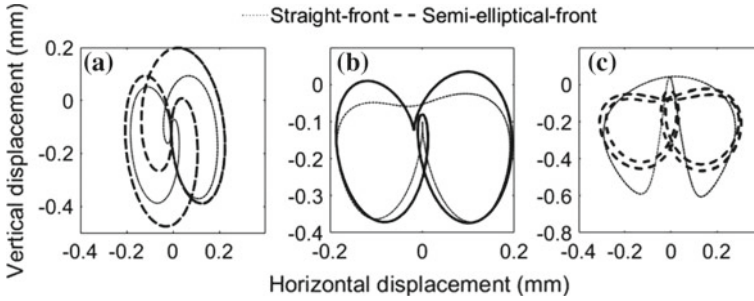 Straight-front Semi-elliptical-front
Vertical displacement (mm)
(a)
0.2
0
-0.2
-0.4
-0.4 -0.2 0 0.2
(b)
0
-0.1
-0.2
-0.3
-0.4
-0.2 0 0.2
(c)
0
-0.2
-0.4
-0.6
-0.8
-0.4 -0.2 0 0.2 0.4
Horizontal displacement (mm)